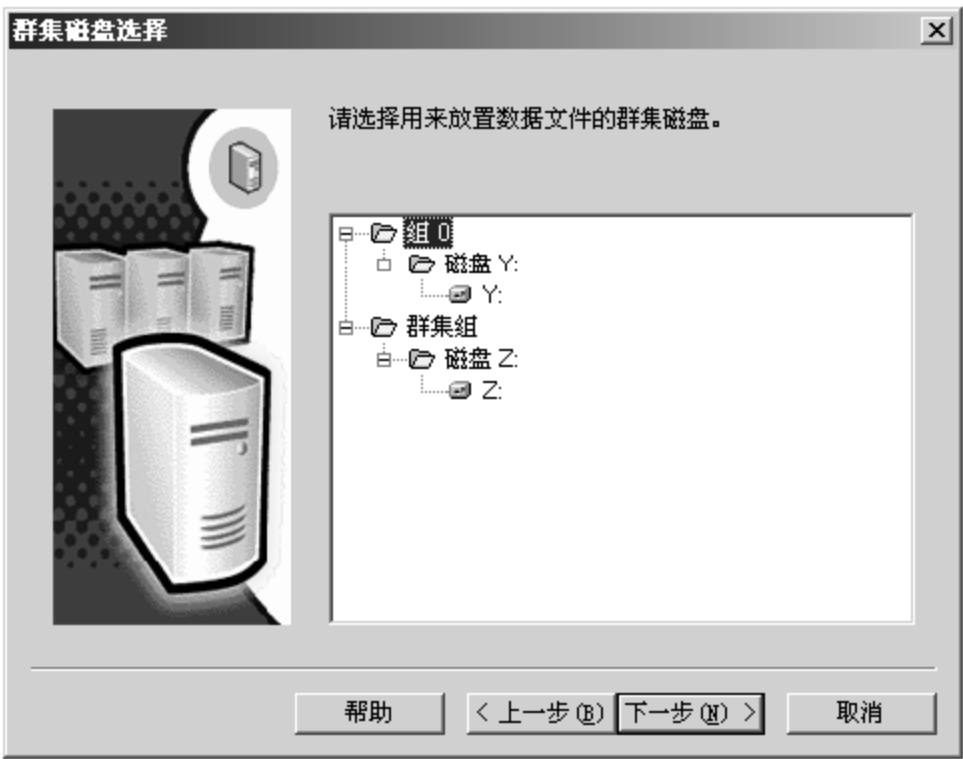 群集磁盘选择
请选择用来放置数据文件的群集磁盘。
组 0
磁盘 Y:
Y:
群集组
磁盘 Z:
Z:
帮助
< 上一步(B)
下一步(N) >
取消